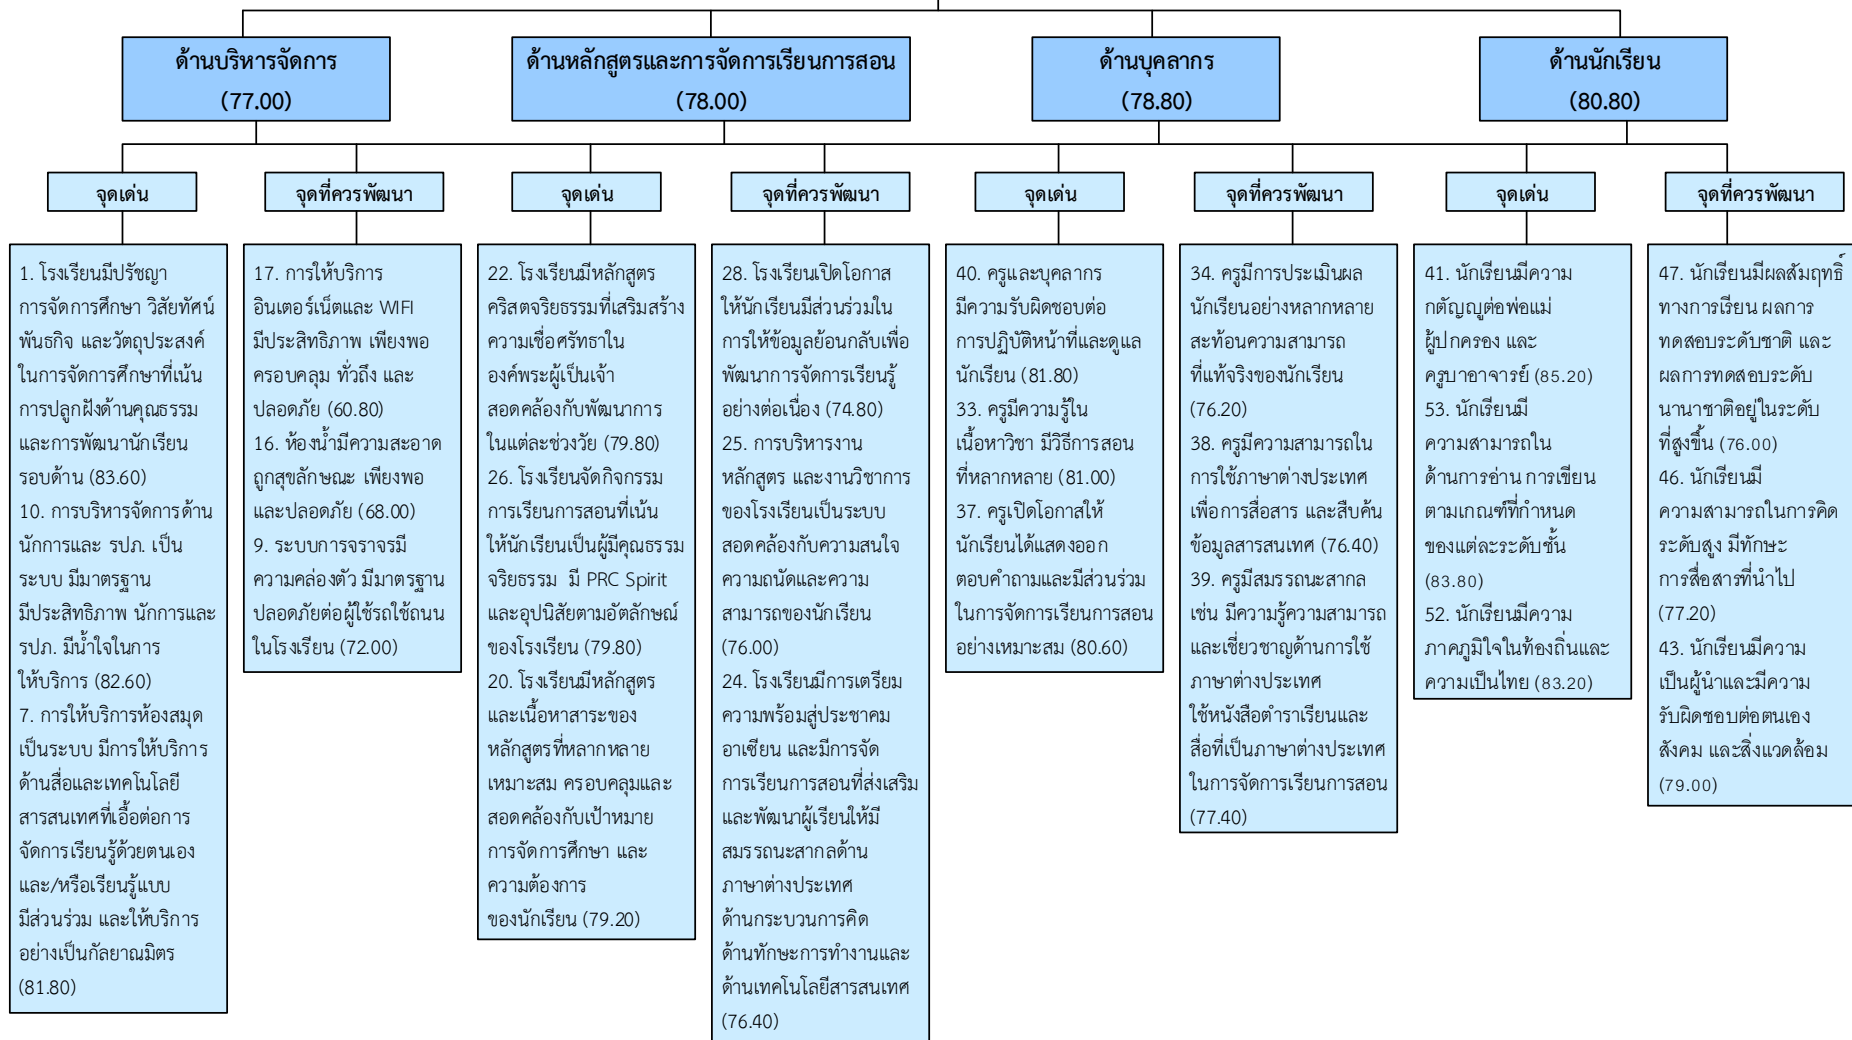 ด้านบริหารจัดการ
(77.00)
ด้านหลักสูตรและการจัดการเรียนการสอน
(78.00)
ด้านบุคลากร
(78.80)
ด้านนักเรียน
(80.80)
จุดเด่น
จุดที่ควรพัฒนา
จุดเด่น
จุดที่ควรพัฒนา
จุดเด่น
จุดที่ควรพัฒนา
จุดเด่น
จุดที่ควรพัฒนา
1. โรงเรียนมีปรัชญา
การจัดการศึกษา วิสัยทัศน์
พันธกิจ และวัตถุประสงค์
ในการจัดการศึกษาที่เน้น
การปลูกฝังด้านคุณธรรม
และการพัฒนานักเรียน
รอบด้าน (83.60)
10. การบริหารจัดการด้าน
นักการและ รปภ. เป็น
ระบบ มีมาตรฐาน
มีประสิทธิภาพ นักการและ
รปภ. มีน้ำใจในการ
ให้บริการ (82.60)
7. การให้บริการห้องสมุด
เป็นระบบ มีการให้บริการ
ด้านสื่อและเทคโนโลยี
สารสนเทศที่เอื้อต่อการ
จัดการเรียนรู้ด้วยตนเอง
และ/หรือเรียนรู้แบบ
มีส่วนร่วม และให้บริการ
อย่างเป็นกัลยาณมิตร
(81.80)
17. การให้บริการ
อินเตอร์เน็ตและ WIFI
มีประสิทธิภาพ เพียงพอ
ครอบคลุม ทั่วถึง และ
ปลอดภัย (60.80)
16. ห้องน้ำมีความสะอาด
ถูกสุขลักษณะ เพียงพอ
และปลอดภัย (68.00)
9. ระบบการจราจรมี
ความคล่องตัว มีมาตรฐาน
ปลอดภัยต่อผู้ใช้รถใช้ถนน
ในโรงเรียน (72.00)
22. โรงเรียนมีหลักสูตร
คริสตจริยธรรมที่เสริมสร้าง
ความเชื่อศรัทธาใน
องค์พระผู้เป็นเจ้า
สอดคล้องกับพัฒนาการ
ในแต่ละช่วงวัย (79.80)
26. โรงเรียนจัดกิจกรรม
การเรียนการสอนที่เน้น
ให้นักเรียนเป็นผู้มีคุณธรรม
จริยธรรม มี PRC Spirit
และอุปนิสัยตามอัตลักษณ์
ของโรงเรียน (79.80)
20. โรงเรียนมีหลักสูตร
และเนื้อหาสาระของ
หลักสูตรที่หลากหลาย
เหมาะสม ครอบคลุมและ
สอดคล้องกับเป้าหมาย
การจัดการศึกษา และ
ความต้องการ
ของนักเรียน (79.20)
28. โรงเรียนเปิดโอกาส
ให้นักเรียนมีส่วนร่วมใน
การให้ข้อมูลย้อนกลับเพื่อ
พัฒนาการจัดการเรียนรู้
อย่างต่อเนื่อง (74.80)
25. การบริหารงาน
หลักสูตร และงานวิชาการ
ของโรงเรียนเป็นระบบ
สอดคล้องกับความสนใจ
ความถนัดและความ
สามารถของนักเรียน
(76.00)
24. โรงเรียนมีการเตรียม
ความพร้อมสู่ประชาคม
อาเซียน และมีการจัด
การเรียนการสอนที่ส่งเสริม
และพัฒนาผู้เรียนให้มี
สมรรถนะสากลด้าน
ภาษาต่างประเทศ
ด้านกระบวนการคิด
ด้านทักษะการทำงานและ
ด้านเทคโนโลยีสารสนเทศ
(76.40)
40. ครูและบุคลากร
มีความรับผิดชอบต่อ
การปฏิบัติหน้าที่และดูแล
นักเรียน (81.80)
33. ครูมีความรู้ใน
เนื้อหาวิชา มีวิธีการสอน
ที่หลากหลาย (81.00)
37. ครูเปิดโอกาสให้
นักเรียนได้แสดงออก
ตอบคำถามและมีส่วนร่วม
ในการจัดการเรียนการสอน
อย่างเหมาะสม (80.60)
34. ครูมีการประเมินผล
นักเรียนอย่างหลากหลาย
สะท้อนความสามารถ
ที่แท้จริงของนักเรียน
(76.20)
38. ครูมีความสามารถใน
การใช้ภาษาต่างประเทศ
เพื่อการสื่อสาร และสืบค้น
ข้อมูลสารสนเทศ (76.40)
39. ครูมีสมรรถนะสากล
เช่น มีความรู้ความสามารถ
และเชี่ยวชาญด้านการใช้
ภาษาต่างประเทศ
ใช้หนังสือตำราเรียนและ
สื่อที่เป็นภาษาต่างประเทศ
ในการจัดการเรียนการสอน
(77.40)
41. นักเรียนมีความ
กตัญญูต่อพ่อแม่
ผู้ปกครอง และ
ครูบาอาจารย์ (85.20)
53. นักเรียนมี
ความสามารถใน
ด้านการอ่าน การเขียน
ตามเกณฑ์ที่กำหนด
ของแต่ละระดับชั้น
(83.80)
52. นักเรียนมีความ
ภาคภูมิใจในท้องถิ่นและ
ความเป็นไทย (83.20)
47. นักเรียนมีผลสัมฤทธิ์
ทางการเรียน ผลการ
ทดสอบระดับชาติ และ
ผลการทดสอบระดับ
นานาชาติอยู่ในระดับ
ที่สูงขึ้น (76.00)
46. นักเรียนมี
ความสามารถในการคิด
ระดับสูง มีทักษะ
การสื่อสารที่นำไป
(77.20)
43. นักเรียนมีความ
เป็นผู้นำและมีความ
รับผิดชอบต่อตนเอง
สังคม และสิ่งแวดล้อม
(79.00)